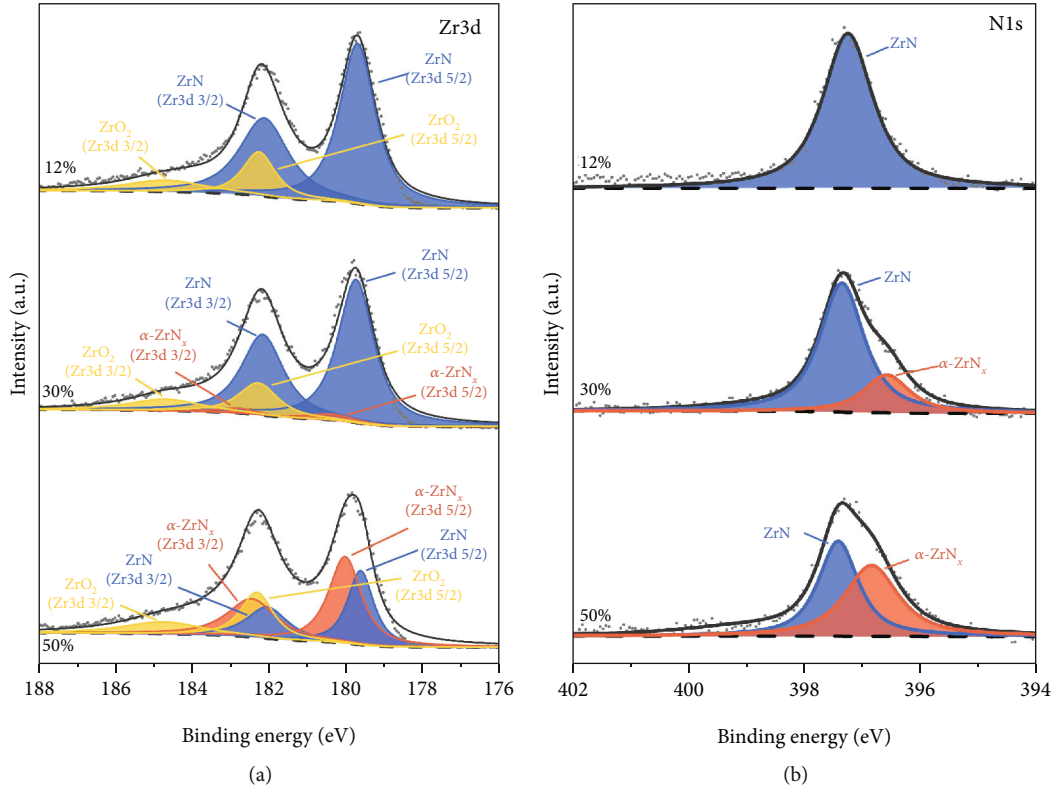 Zr3d
ZrN
(Zr3d 3/2)
ZrN
(Zr3d 5/2)
ZrO2
(Zr3d 3/2)
ZrO2
(Zr3d 5/2)
12%
ZrN
(Zr3d 3/2)
ZrN
(Zr3d 5/2)
α-ZrNx
(Zr3d 3/2)
ZrO2
(Zr3d 3/2)
ZrO2
(Zr3d 5/2)
α-ZrNx
(Zr3d 5/2)
30%
α-ZrNx
(Zr3d 5/2)
α-ZrNx
(Zr3d 3/2)
ZrN
(Zr3d 5/2)
ZrN
(Zr3d 3/2)
ZrO2
(Zr3d 5/2)
ZrO2
(Zr3d 3/2)
50%
Intensity (a.u.)
188 186 184 182 180 178 176
Binding energy (eV)
(a)
N1s
ZrN
12%
ZrN
α-ZrNx
30%
ZrN
α-ZrNx
50%
Intensity (a.u.)
402 400 398 396 394
Binding energy (eV)
(b)